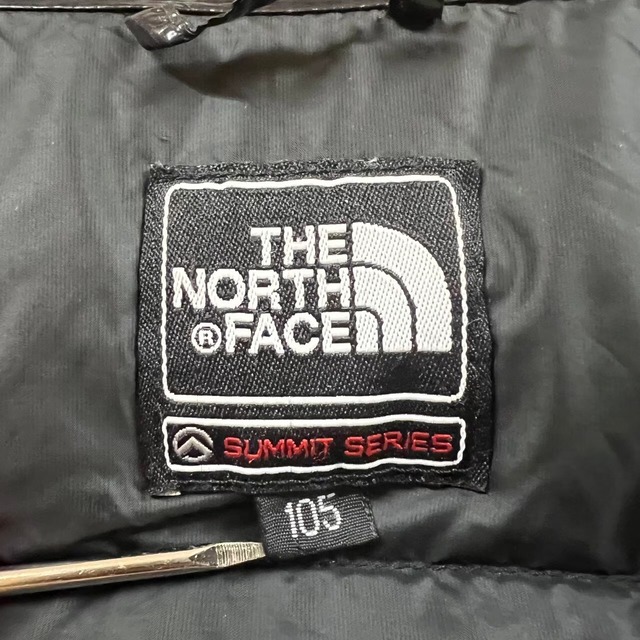 THE
NORTH
®FACE
SUMMIT SERIES
105